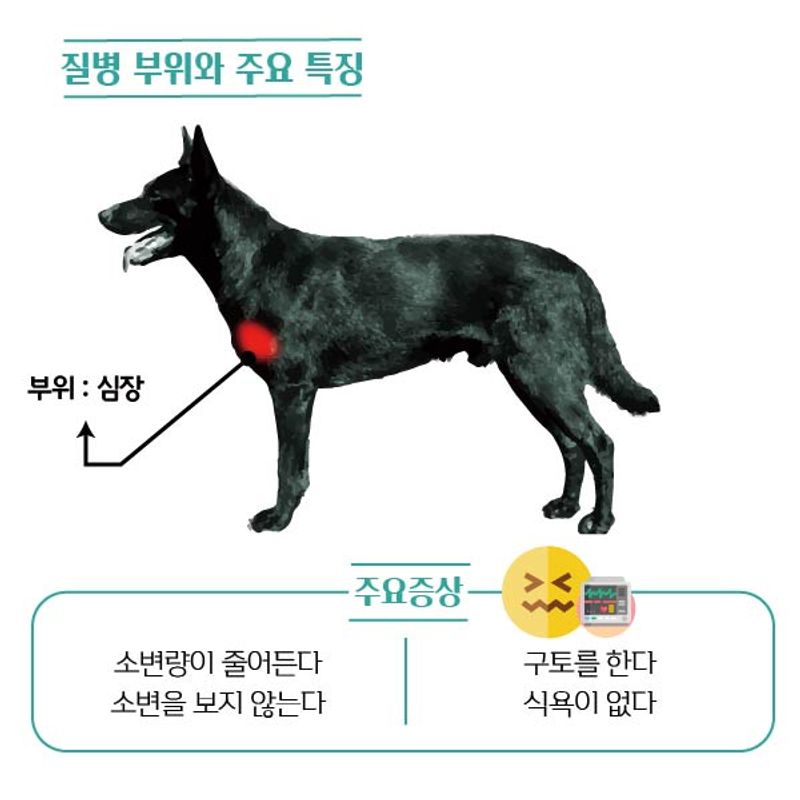 질병 부위와 주요 특징
부위 : 심장
주요증상
소변량이 줄어든다
소변을 보지 않는다
구토를 한다
식욕이 없다